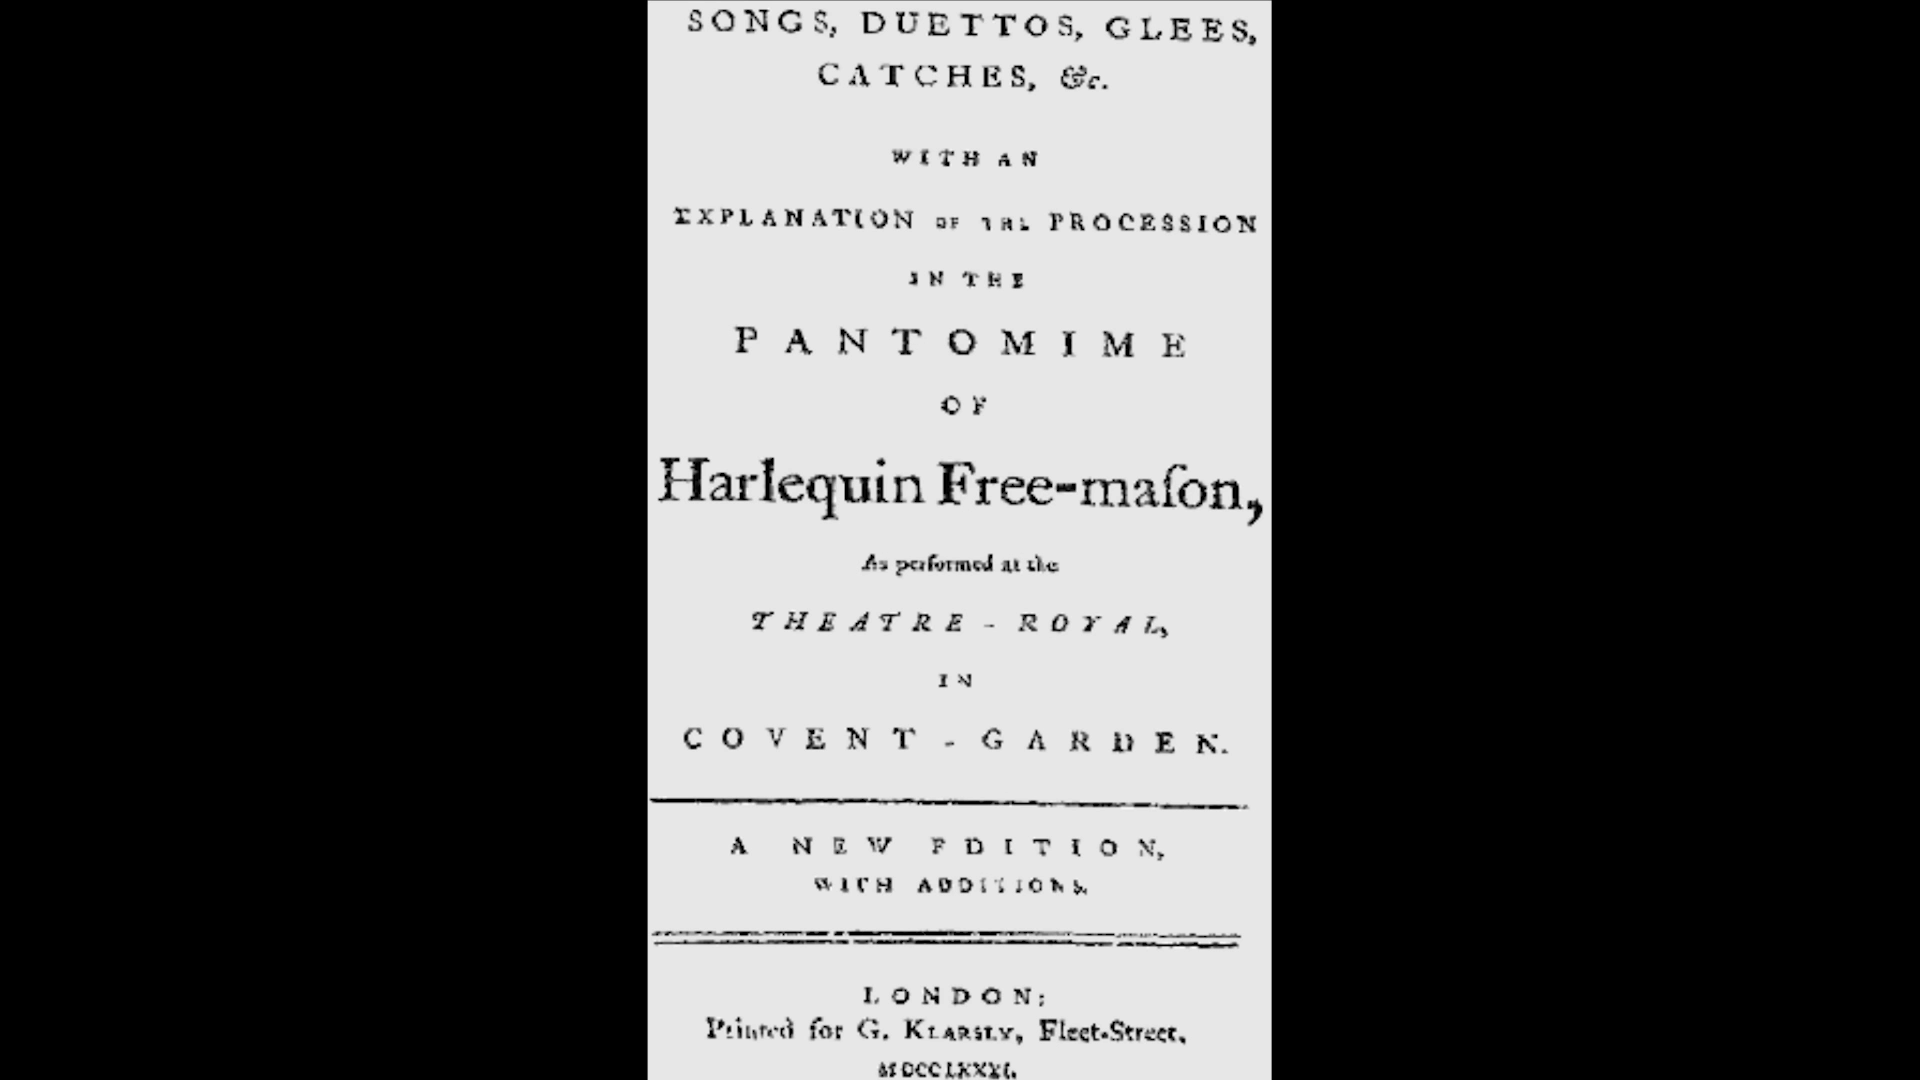 SONGS, DUETTOS, GLEES,
CATCHES, &c.
WITH AN
EXPLANATION OF THE PROCESSION
IN THE
PANTOMIME
OF
Harlequin Free-maſon,
As performed at the
THEATRE-ROYAL,
IN
COVENT-GARDEN.
A NEW EDITION,
WITH ADDITIONS.
LONDON:
Printed for G. KEARSLY, Fleet-Street,
MDCCLXXXI.